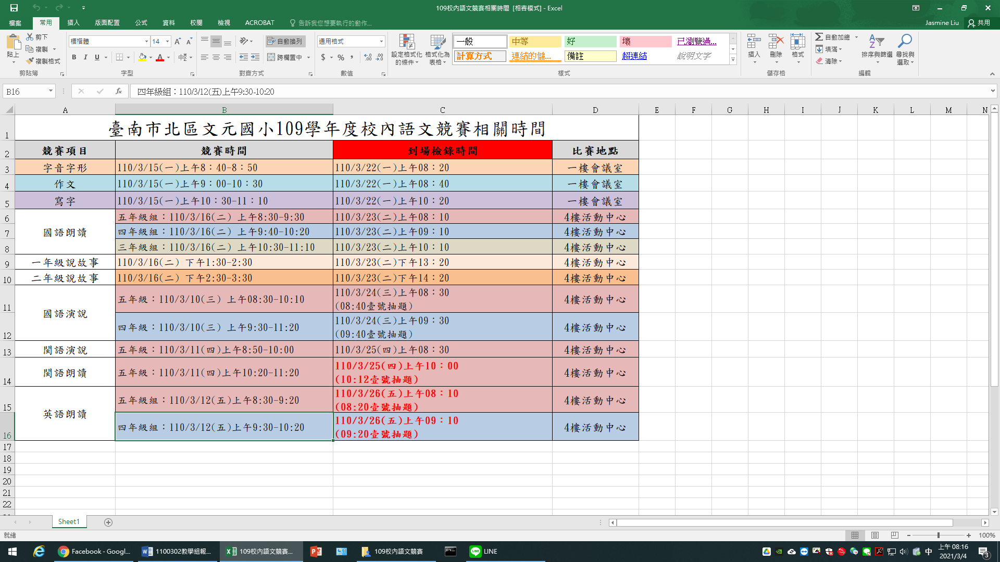 109校內語文競賽相關時間 [相容模式] - Excel
檔案 常用 插入 版面配置 公式 資料 校閱 檢視 ACROBAT 告訴我您想要執行的動作... Jasmine Liu 共用
貼上 剪下 複製 複製格式 剪貼簿
標楷體 14 B I U 字型
自動換列 跨欄置中 對齊方式
通用格式 $ % 數值
設定格式化的條件 格式化為表格
一般 中等 好 壞 已瀏覽過...
計算方式 連結的儲... 備註 超連結 說明文字
樣式
插入 刪除 格式 儲存格
自動加總 填滿 清除 排序與篩選 尋找與選取 編輯
B16 fx 四年級組：110/3/12(五)上午9:30-10:20
A B C D E F G H I J K L M N
1 臺南市北區文元國小109學年度校內語文競賽相關時間
2 競賽項目 競賽時間 到場檢錄時間 比賽地點
3 字音字形 110/3/15(一)上午8：40-8：50 110/3/22(一)上午08：20 一樓會議室
4 作文 110/3/15(一)上午9：00-10：30 110/3/22(一)上午08：40 一樓會議室
5 寫字 110/3/15(一)上午10：30-11：10 110/3/22(一)上午10：20 一樓會議室
6 五年級組：110/3/16(二) 上午8:30-9:30 110/3/23(二)上午08：10 4樓活動中心
7 國語朗讀 四年級組：110/3/16(二) 上午9:40-10:20 110/3/23(二)上午09：10 4樓活動中心
8 三年級組：110/3/16(二) 上午10:30-11:10 110/3/23(二)上午10：10 4樓活動中心
9 一年級說故事 110/3/16(二) 下午1:30-2:30 110/3/23(二)下午13：20 4樓活動中心
10 二年級說故事 110/3/16(二) 下午2:30-3:30 110/3/23(二)下午14：20 4樓活動中心
11 國語演說 五年級：110/3/10(三) 上午08:30-10:10 110/3/24(三)上午08：30 4樓活動中心
(08:40壹號抽題)
12 四年級：110/3/10(三) 上午9:30-11:20 110/3/24(三)上午09：30 4樓活動中心
(09:40壹號抽題)
13 閩語演說 五年級：110/3/11(四)上午8:50-10:00 110/3/25(四)上午08：30 4樓活動中心
14 閩語朗讀 五年級：110/3/11(四)上午10:20-11:20 110/3/25(四)上午10：00 4樓活動中心
(10:12壹號抽題)
15 英語朗讀 五年級組：110/3/12(五)上午8:30-9:20 110/3/26(五)上午08：10 4樓活動中心
(08:20壹號抽題)
16 四年級組：110/3/12(五)上午9:30-10:20 110/3/26(五)上午09：10 4樓活動中心
(09:20壹號抽題)
17
18
19
20
21
22
Sheet1
就緒 100%
Facebook - Googl... 1100302教學組報... 109校內語文競賽... 109校內語文競賽 LINE 中 上午 08:16
2021/3/4 3